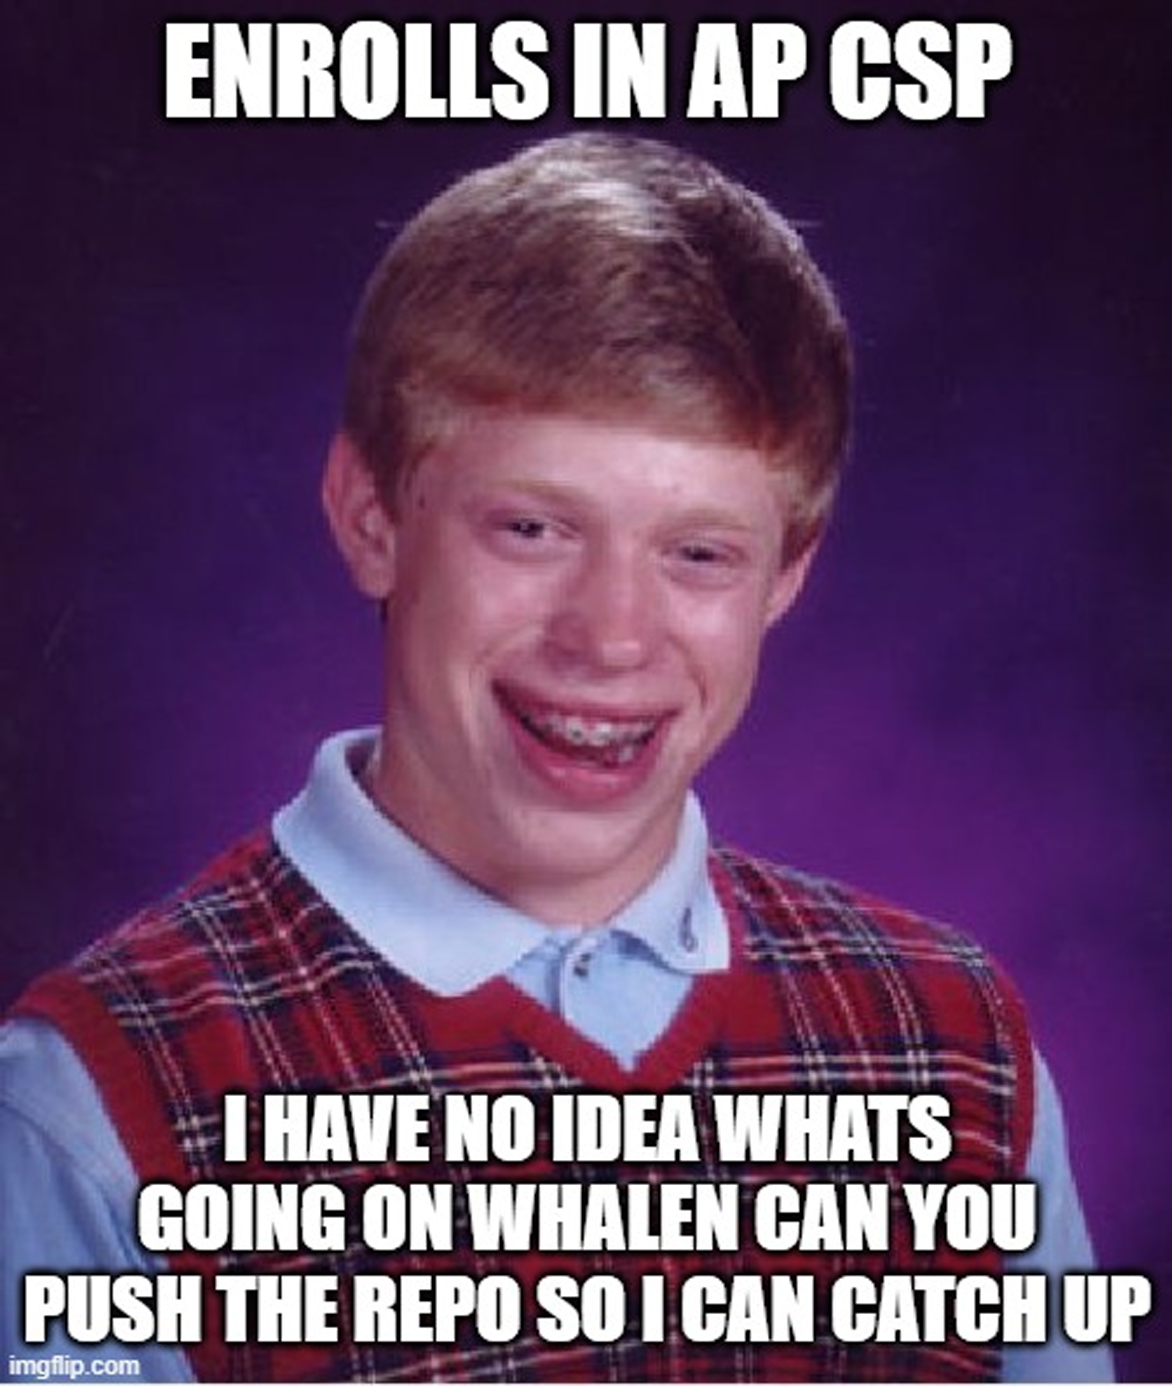 ENROLLS IN AP CSP
I HAVE NO IDEA WHATS
GOING ON WHALEN CAN YOU
PUSH THE REPO SO I CAN CATCH UP
imgflip.com